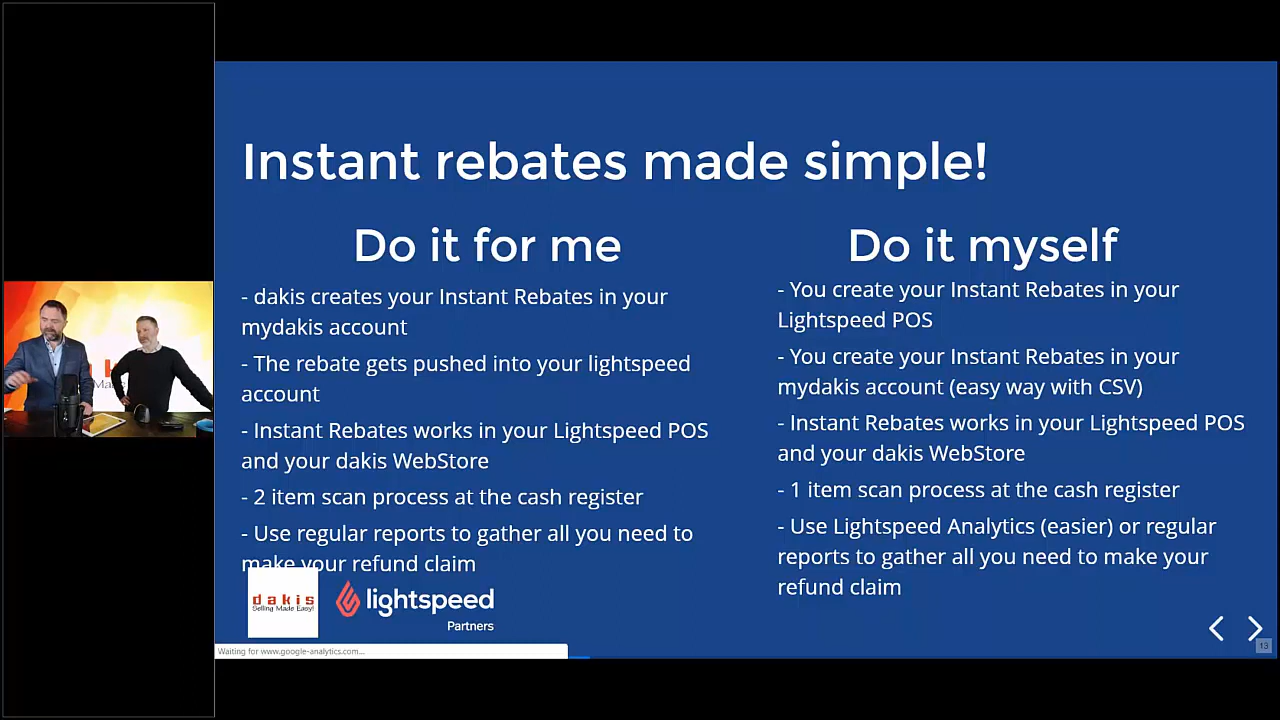 Instant rebates made simple!
Do it for me
- dakis creates your Instant Rebates in your
mydakis account
- The rebate gets pushed into your lightspeed
account
- Instant Rebates works in your Lightspeed POS
and your dakis WebStore
- 2 item scan process at the cash register
- Use regular reports to gather all you need to
make your refund claim
Do it myself
- You create your Instant Rebates in your
Lightspeed POS
- You create your Instant Rebates in your
mydakis account (easy way with CSV)
- Instant Rebates works in your Lightspeed POS
and your dakis WebStore
- 1 item scan process at the cash register
- Use Lightspeed Analytics (easier) or regular
reports to gather all you need to make your
refund claim
dakis
Selling Made Easy!
lightspeed
Partners
Waiting for www.google-analytics.com...
13